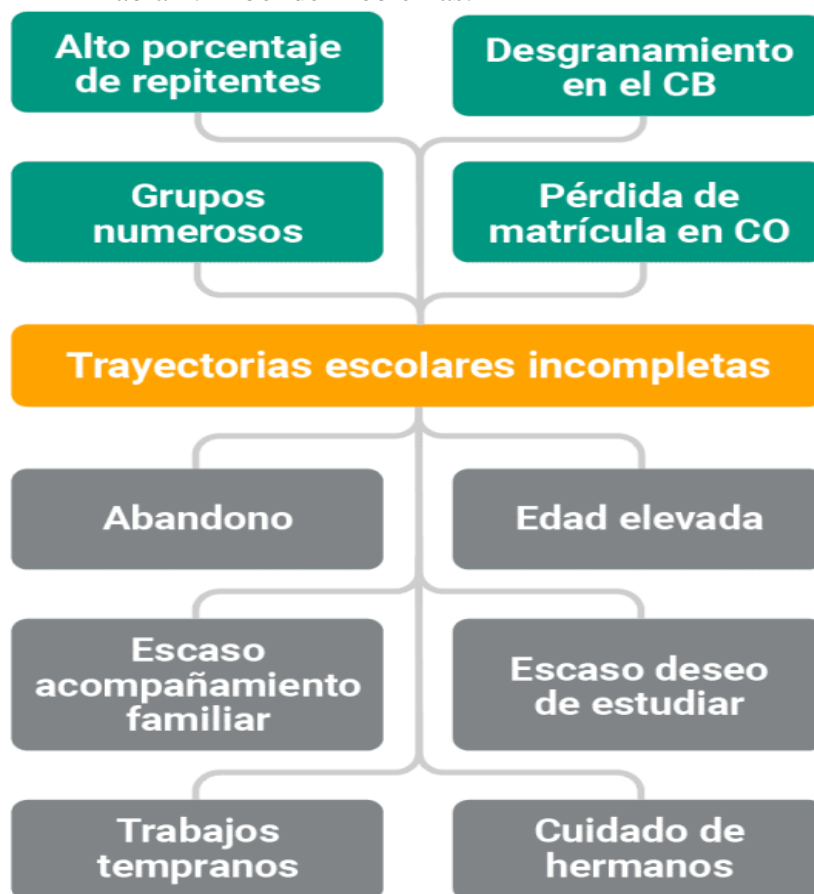 Alto porcentaje
de repitentes
Desgranamiento
en el CB
Grupos
numerosos
Pérdida de
matrícula en CO
Trayectorias escolares incompletas
Abandono
Edad elevada
Escaso
acompañamiento
familiar
Escaso deseo
de estudiar
Trabajos
tempranos
Cuidado de
hermanos